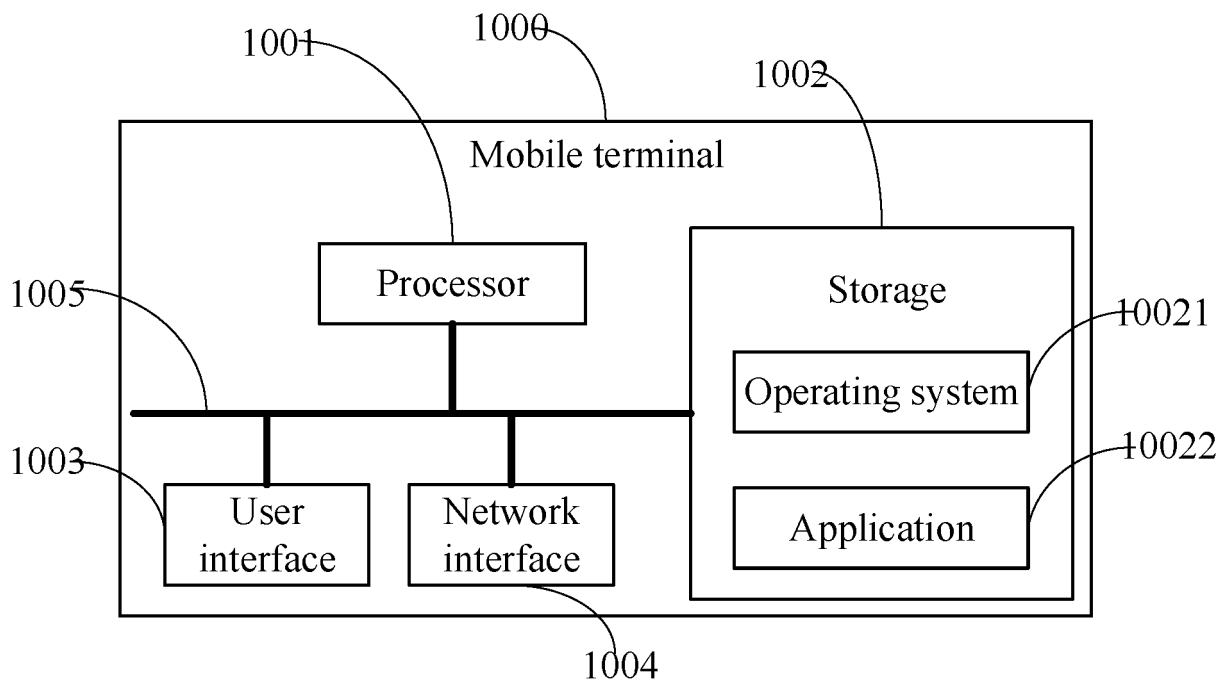 1000
1001
1002
Mobile terminal
Processor
Storage
1005
10021
Operating system
1003
10022
User
interface
Network
interface
Application
1004